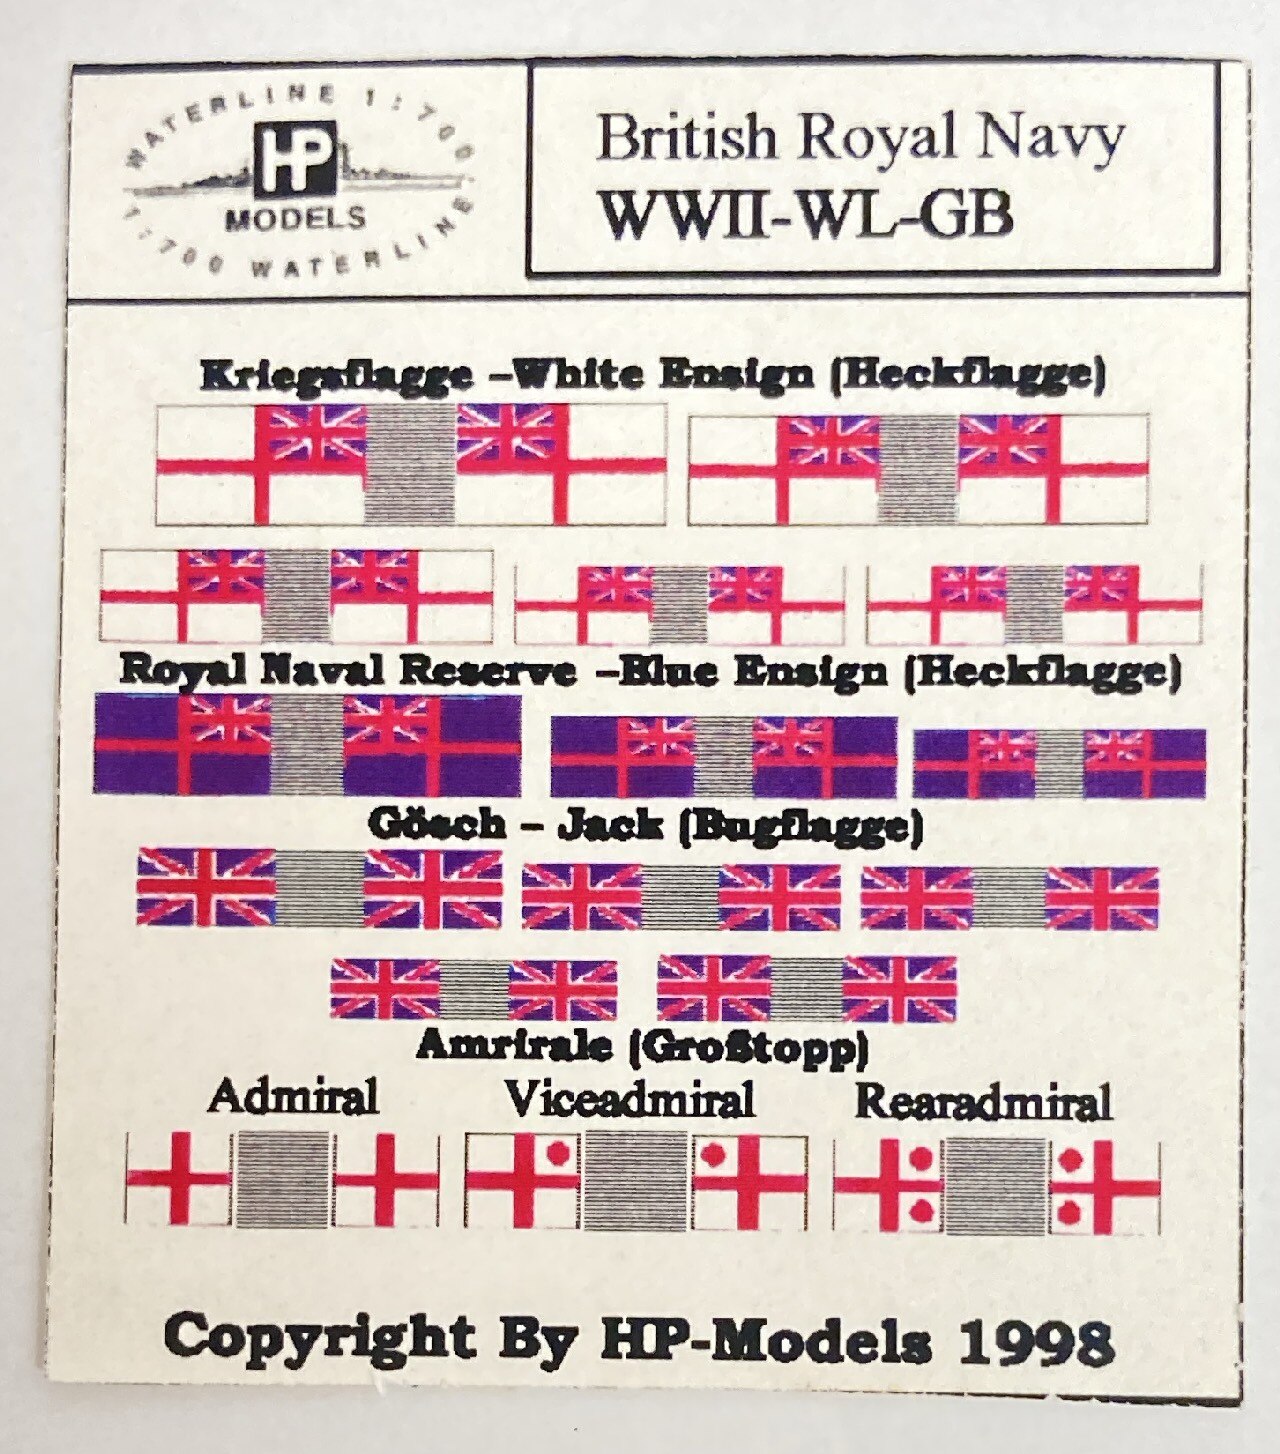 WATERLINE 1:700
HP
MODELS
1:700 WATERLINE
British Royal Navy
WWII-WL-GB
Kriegsflagge -White Ensign (Heckflagge)
Royal Naval Reserve -Blue Ensign (Heckflagge)
Gösch - Jack (Bugflagge)
Amrirale (Großtopp)
Admiral Viceadmiral Rearadmiral
Copyright By HP-Models 1998